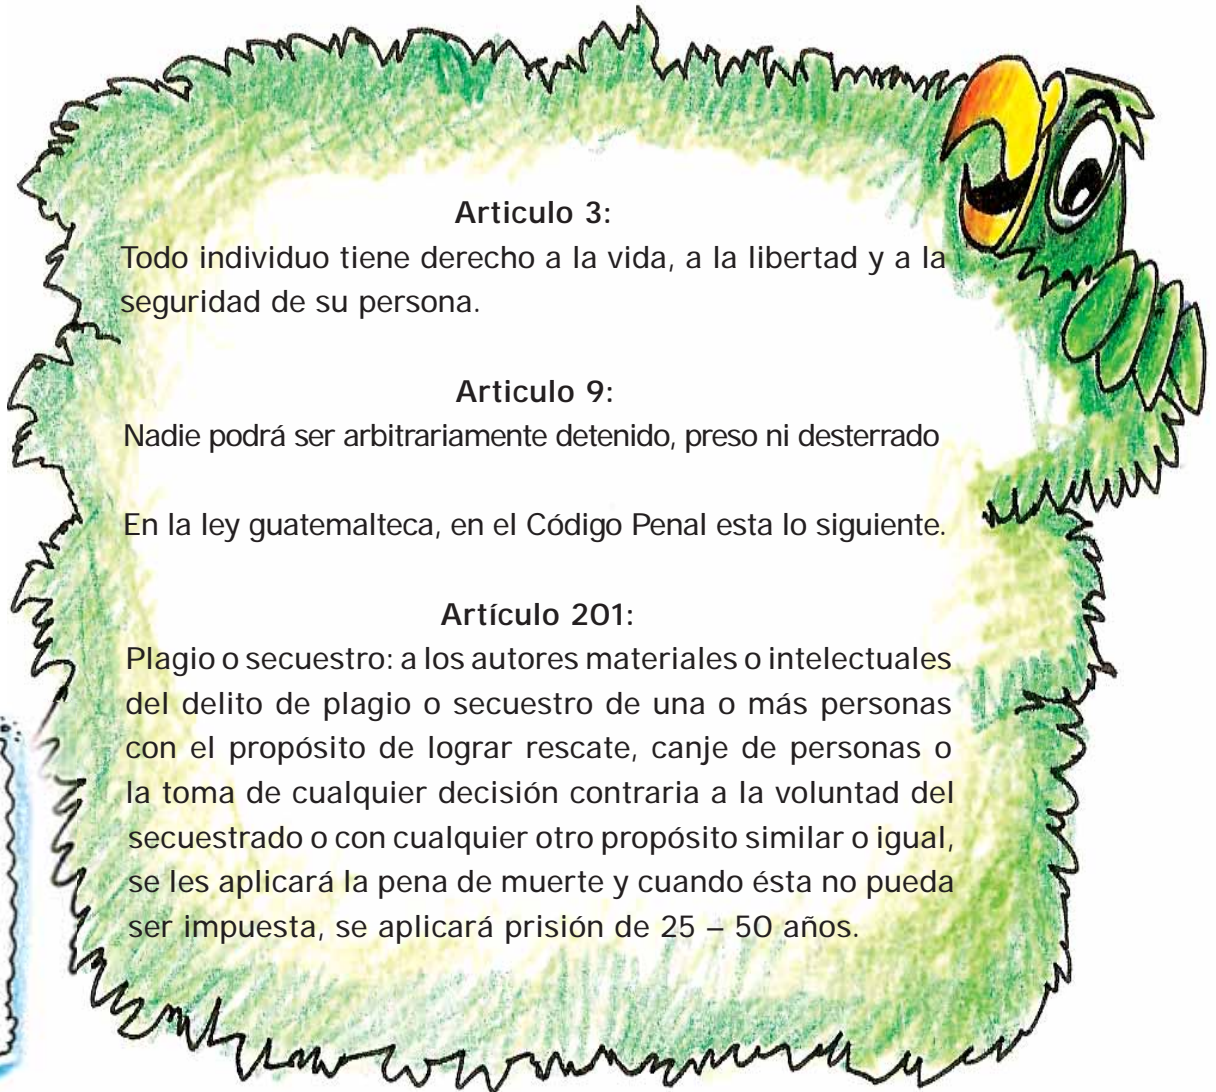 Articulo 3:
Todo individuo tiene derecho a la vida, a la libertad y a la
seguridad de su persona.
Articulo 9:
Nadie podrá ser arbitrariamente detenido, preso ni desterrado
En la ley guatemalteca, en el Código Penal esta lo siguiente.
Artículo 201:
Plagio o secuestro: a los autores materiales o intelectuales
del delito de plagio o secuestro de una o más personas
con el propósito de lograr rescate, canje de personas o
la toma de cualquier decisión contraria a la voluntad del
secuestrado o con cualquier otro propósito similar o igual,
se les aplicará la pena de muerte y cuando ésta no pueda
ser impuesta, se aplicará prisión de 25 – 50 años.